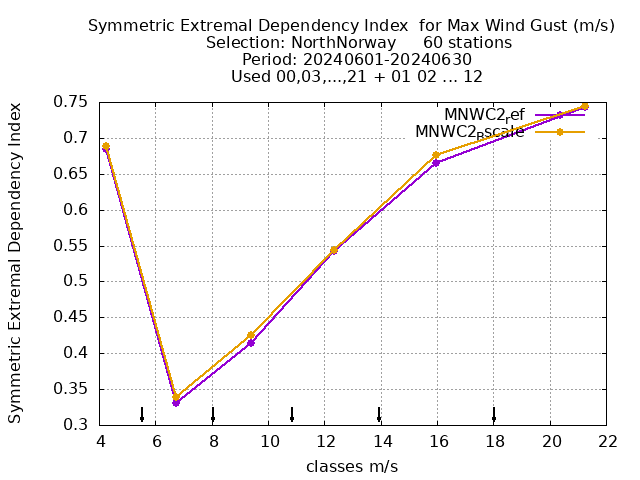 Symmetric Extremal Dependency Index for Max Wind Gust (m/s)
Selection: NorthNorway 60 stations
Period: 20240601-20240630
Used 00,03,...,21 + 01 02 ... 12
Symmetric Extremal Dependency Index
0.75
0.7
0.65
0.6
0.55
0.5
0.45
0.4
0.35
0.3
MNWC2ref
MNWC2Bscale
4 6 8 10 12 14 16 18 20 22
classes m/s